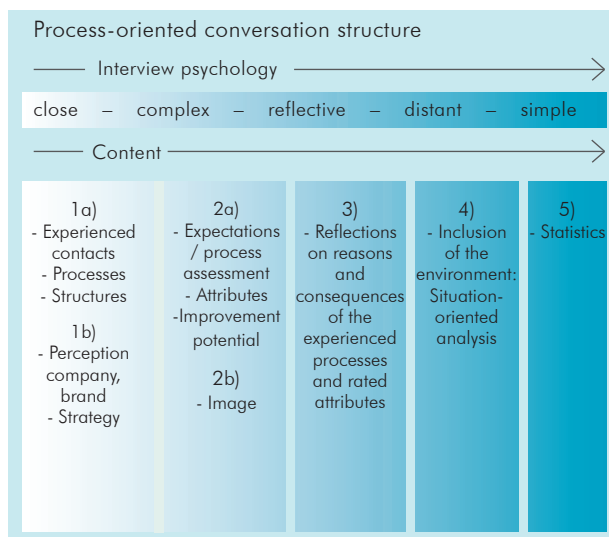 Process-oriented conversation structure
Interview psychology
close – complex – reflective – distant – simple
Content
1a)
- Experienced
contacts
- Processes
- Structures
1b)
- Perception
company,
brand
- Strategy
2a)
- Expectations
/ process
assessment
- Attributes
-Improvement
potential
2b)
- Image
3)
- Reflections
on reasons
and
consequences
of the
experienced
processes
and rated
attributes
4)
- Inclusion
of the
environment:
Situation-
oriented
analysis
5)
- Statistics